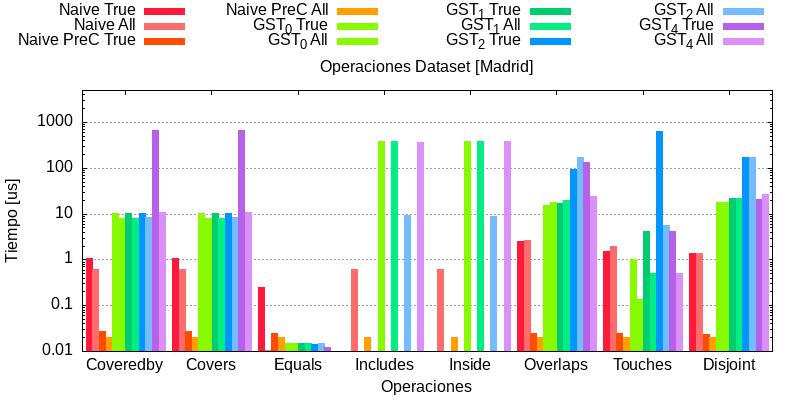 Naive True
Naive All
Naive PreC True
Naive PreC All
GST0 True
GST0 All
GST1 True
GST1 All
GST2 True
GST2 All
GST4 True
GST4 All
Operaciones Dataset [Madrid]
Tiempo [us]
1000
100
10
1
0.1
0.01
Coveredby Covers Equals Includes Inside Overlaps Touches Disjoint
Operaciones